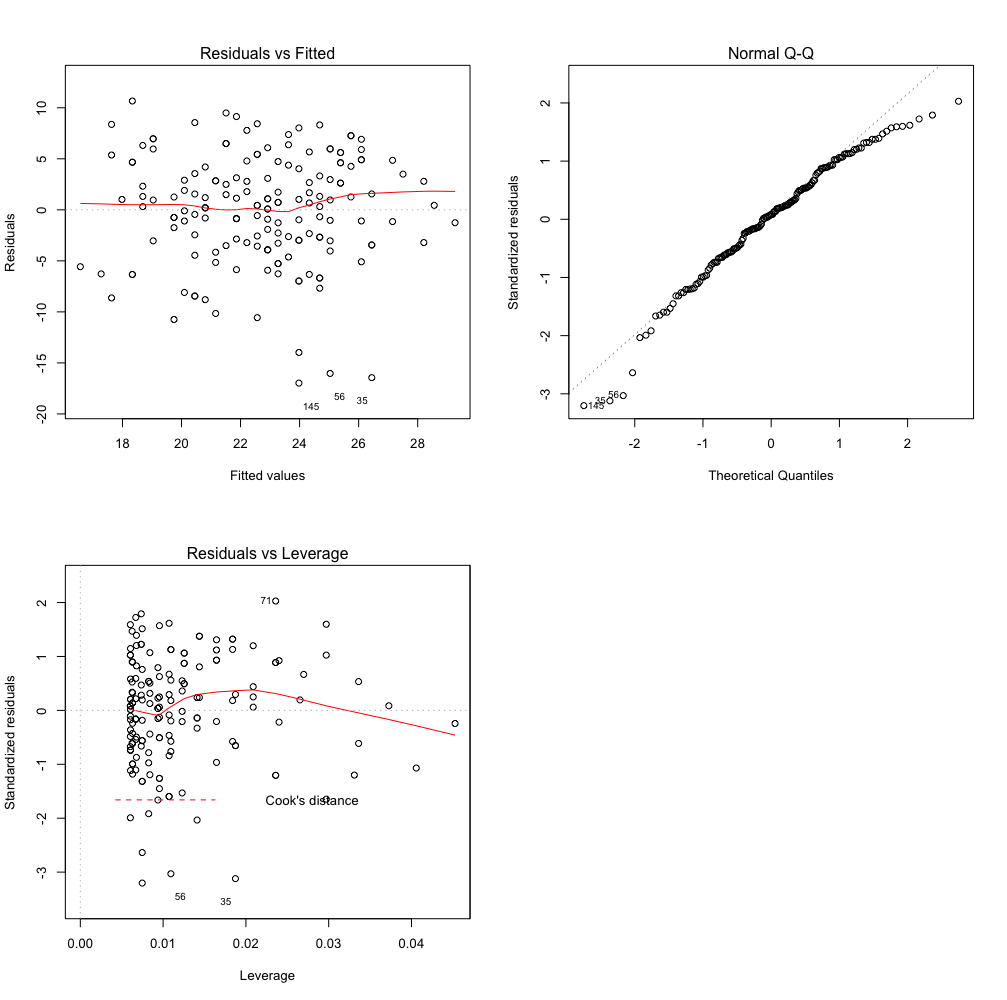 Residuals vs Fitted
Residuals
10
5
0
-5
-10
-15
-20
145
56
35
18 20 22 24 26 28
Fitted values
Normal Q-Q
Standardized residuals
2
1
0
-1
-2
-3
56
35
145
-2 -1 0 1 2
Theoretical Quantiles
Residuals vs Leverage
Standardized residuals
2
1
0
-1
-2
-3
71
Cook's distance
56
35
0.00 0.01 0.02 0.03 0.04
Leverage